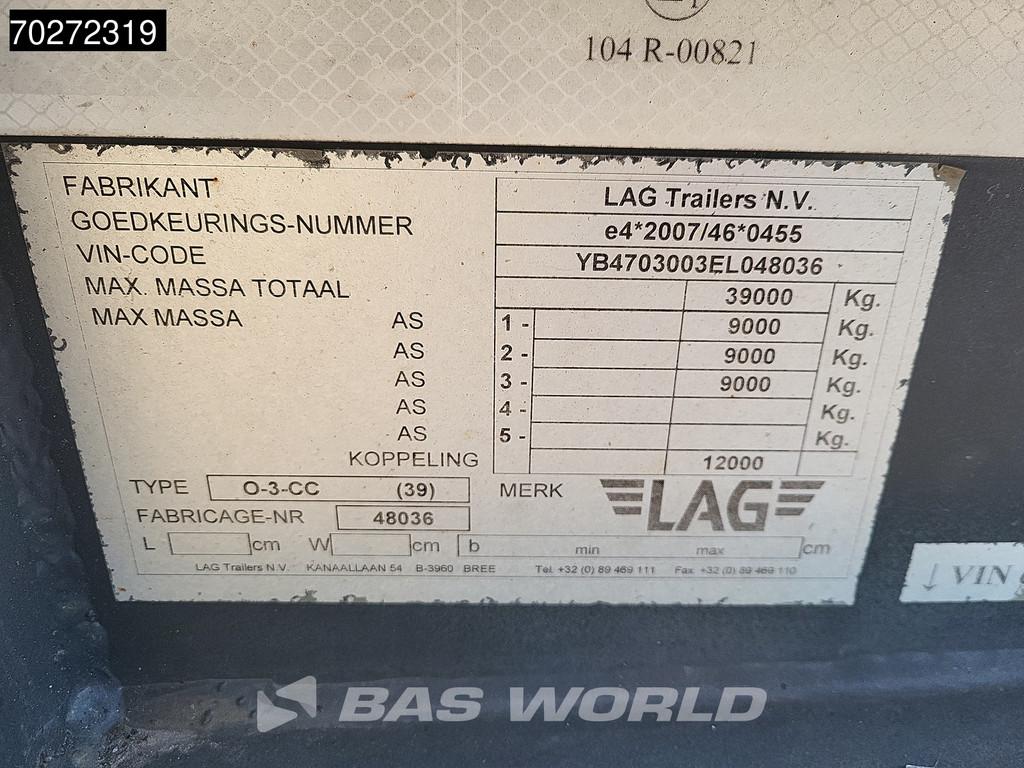 70272319
104 R-00821
FABRIKANT LAG Trailers N.V.
GOEDKEURINGS-NUMMER e4*2007/46*0455
VIN-CODE YB4703003EL048036
MAX. MASSA TOTAAL 39000 Kg.
MAX MASSA AS 1 - 9000 Kg.
AS 2 - 9000 Kg.
AS 3 - 9000 Kg.
AS 4 - Kg.
AS 5 - Kg.
KOPPELING 12000
TYPE O-3-CC (39) MERK LAG
FABRICAGE-NR 48036
L cm W cm b min max cm
LAG Trailers N.V. KANAALLAAN 54 B-3960 BREE Tel. +32 (0) 89 469 111 Fax +32 (0) 89 469 110
↓ VIN
BAS WORLD